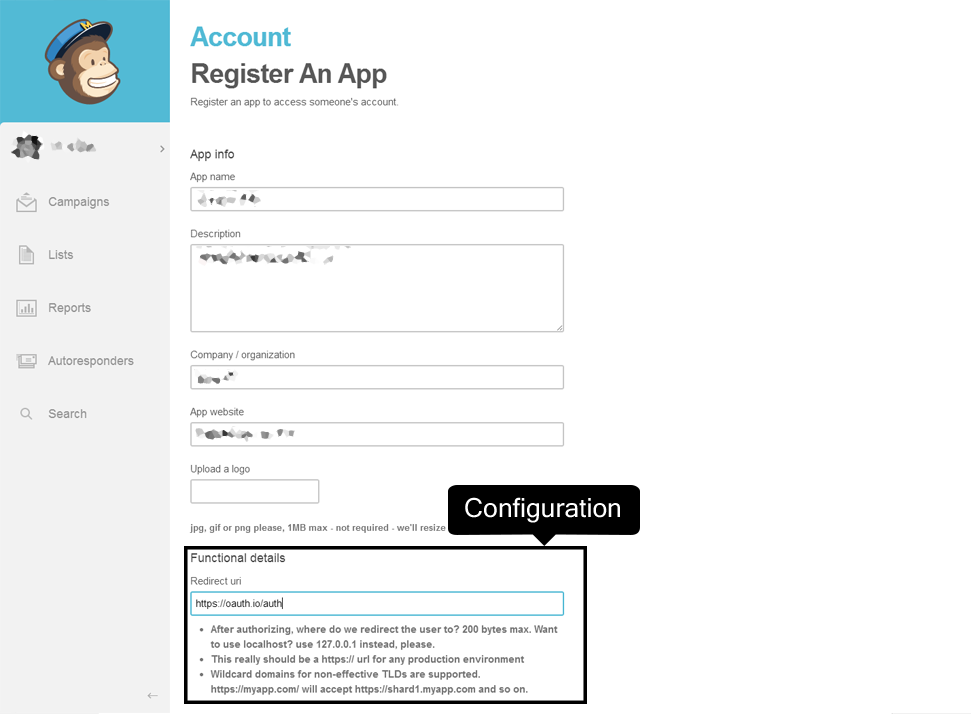 Account
Register An App
Register an app to access someone's account.
Campaigns
Lists
Reports
Autoresponders
Search
App info
App name
Description
Company / organization
App website
Upload a logo
jpg, gif or png please, 1MB max - not required - we'll resize
Configuration
Functional details
Redirect uri
https://oauth.io/auth
After authorizing, where do we redirect the user to? 200 bytes max. Want
to use localhost? use 127.0.0.1 instead, please.
This really should be a https:// url for any production environment
Wildcard domains for non-effective TLDs are supported.
https://myapp.com/ will accept https://shard1.myapp.com and so on.